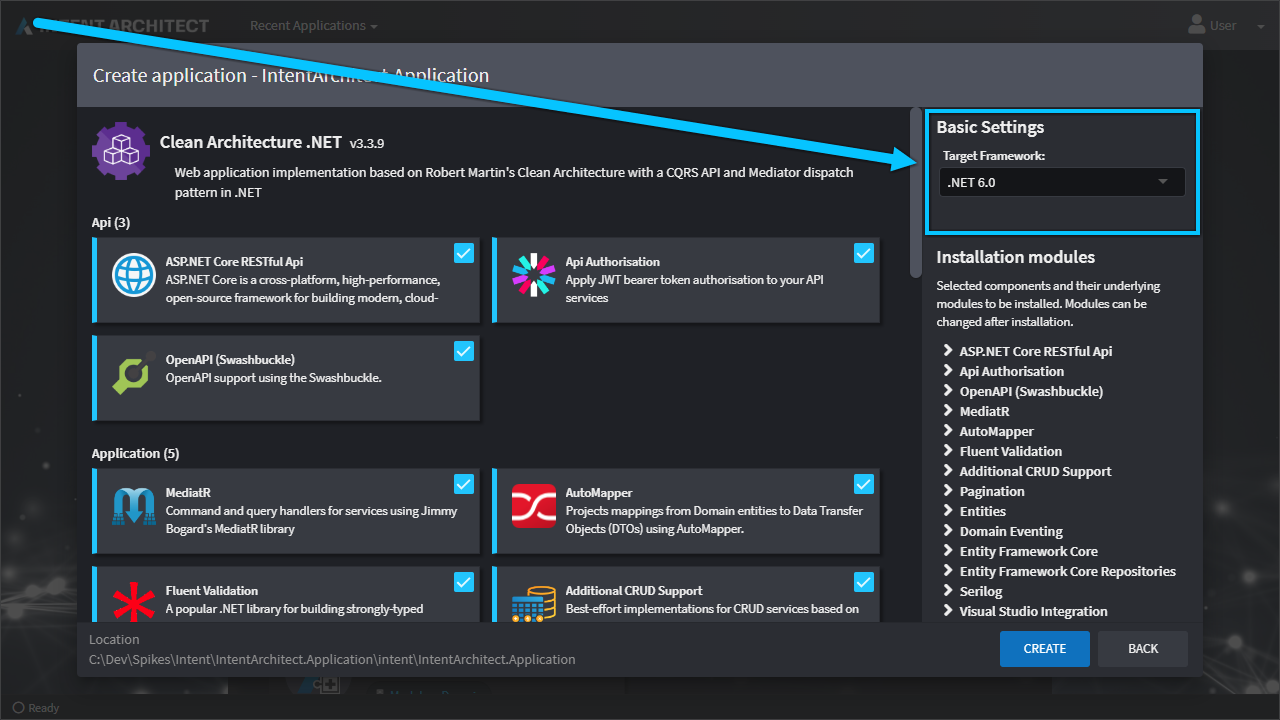 INTENT ARCHITECT
Recent Applications
User
Create application - IntentArchitect.Application
Clean Architecture .NET v3.3.9
Web application implementation based on Robert Martin's Clean Architecture with a CQRS API and Mediator dispatch
pattern in .NET
Api (3)
ASP.NET Core RESTful Api
ASP.NET Core is a cross-platform, high-performance,
open-source framework for building modern, cloud-
Api Authorisation
Apply JWT bearer token authorisation to your API
services
OpenAPI (Swashbuckle)
OpenAPI support using the Swashbuckle.
Application (5)
MediatR
Command and query handlers for services using Jimmy
Bogard's MediatR library
AutoMapper
Projects mappings from Domain entities to Data Transfer
Objects (DTOs) using AutoMapper.
Fluent Validation
A popular .NET library for building strongly-typed
Additional CRUD Support
Best-effort implementations for CRUD services based on
Basic Settings
Target Framework:
.NET 6.0
Installation modules
Selected components and their underlying
modules to be installed. Modules can be
changed after installation.
ASP.NET Core RESTful Api
Api Authorisation
OpenAPI (Swashbuckle)
MediatR
AutoMapper
Fluent Validation
Additional CRUD Support
Pagination
Entities
Domain Eventing
Entity Framework Core
Entity Framework Core Repositories
Serilog
Visual Studio Integration
Location
C:\Dev\Spikes\Intent\IntentArchitect.Application\intent\IntentArchitect.Application
CREATE
BACK
Ready